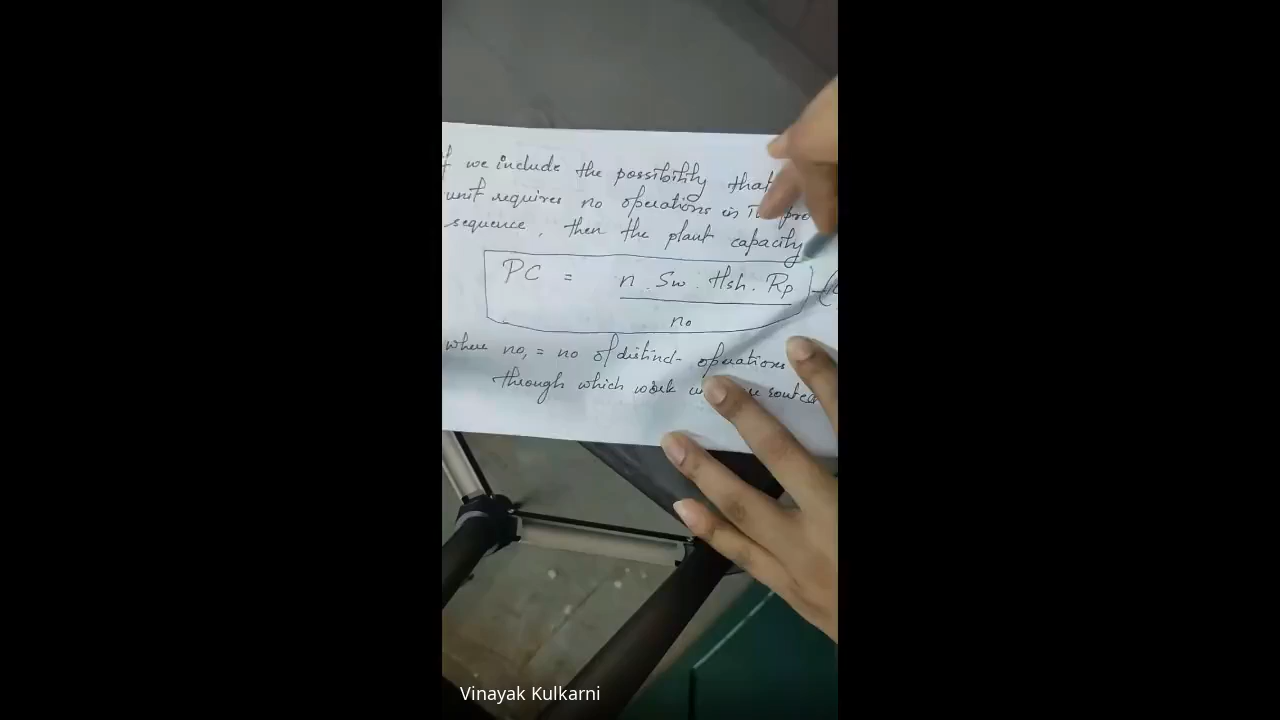 we include the possibility that
unit requires no operations in
sequence, then the plant capacity
PC = n . Sw . Hsh . Rp
no
where no, = no of distinct operations
through which work routed
Vinayak Kulkarni